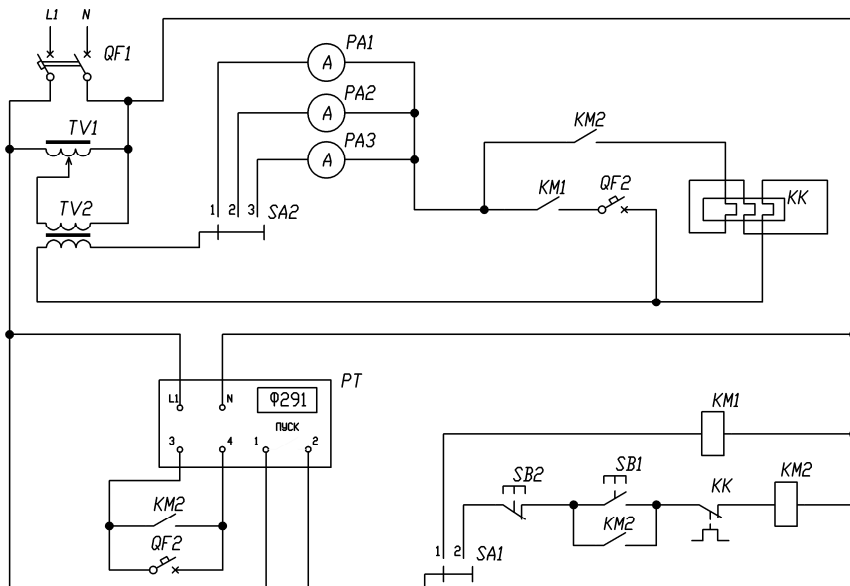 L1 N
QF1
PA1
A
TV1
PA2
A
KM2
PA3
A
KM1 QF2
KK
TV2
1 2 3 SA2
PT
L1 N Ф291
ПУСК
3 4 1 2
KM1
SB2 SB1 KK KM2
KM2
KM2
QF2
1 2 SA1